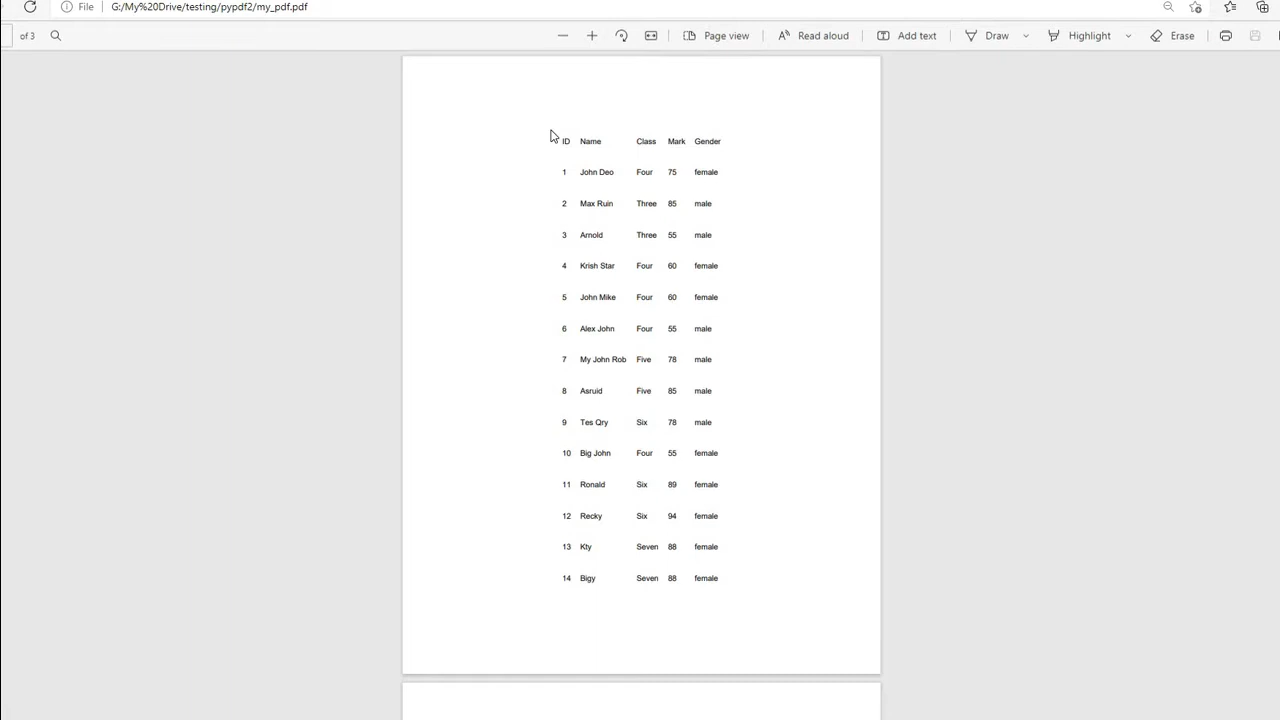 File G:/My%20Drive/testing/pypdf2/my_pdf.pdf
of 3 Page view Read aloud Add text Draw Highlight Erase
ID Name Class Mark Gender
1 John Deo Four 75 female
2 Max Ruin Three 85 male
3 Arnold Three 55 male
4 Krish Star Four 60 female
5 John Mike Four 60 female
6 Alex John Four 55 male
7 My John Rob Five 78 male
8 Asruid Five 85 male
9 Tes Qry Six 78 male
10 Big John Four 55 female
11 Ronald Six 89 female
12 Recky Six 94 female
13 Kty Seven 88 female
14 Bigy Seven 88 female